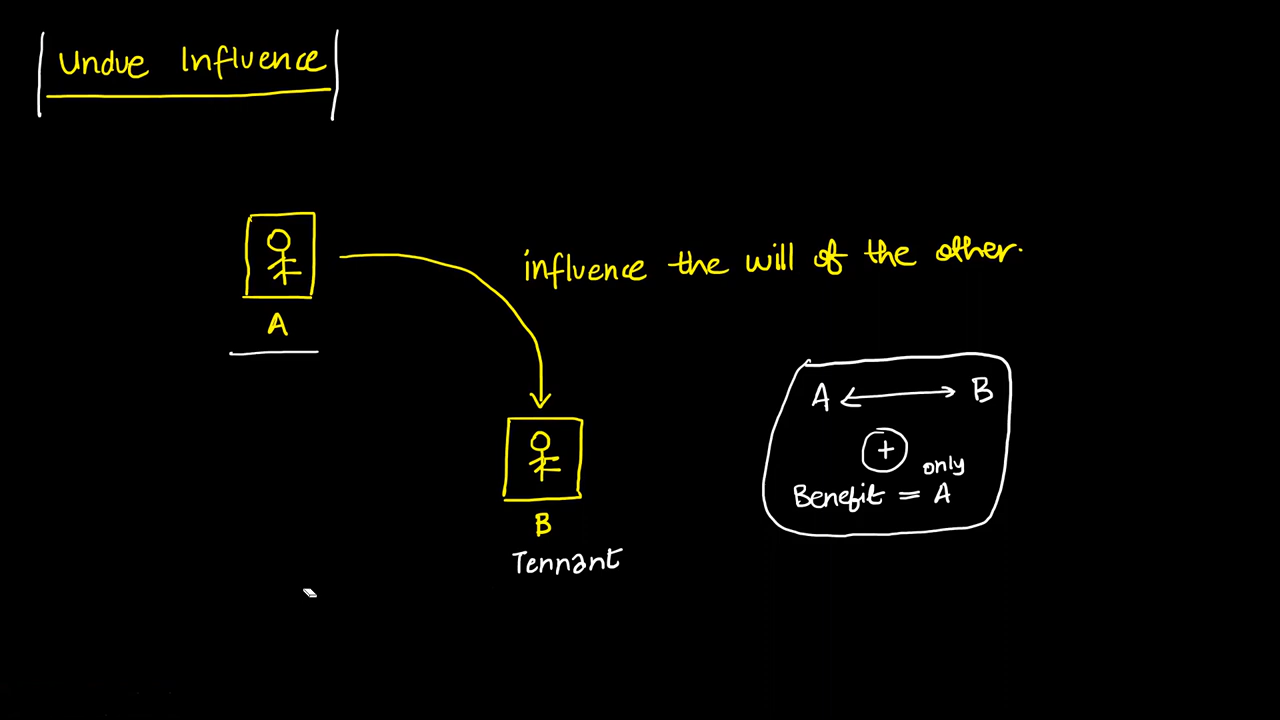 Undue Influence
influence the will of the other.
A
A ⟷ B
+
only
Benefit = A
B
Tennant